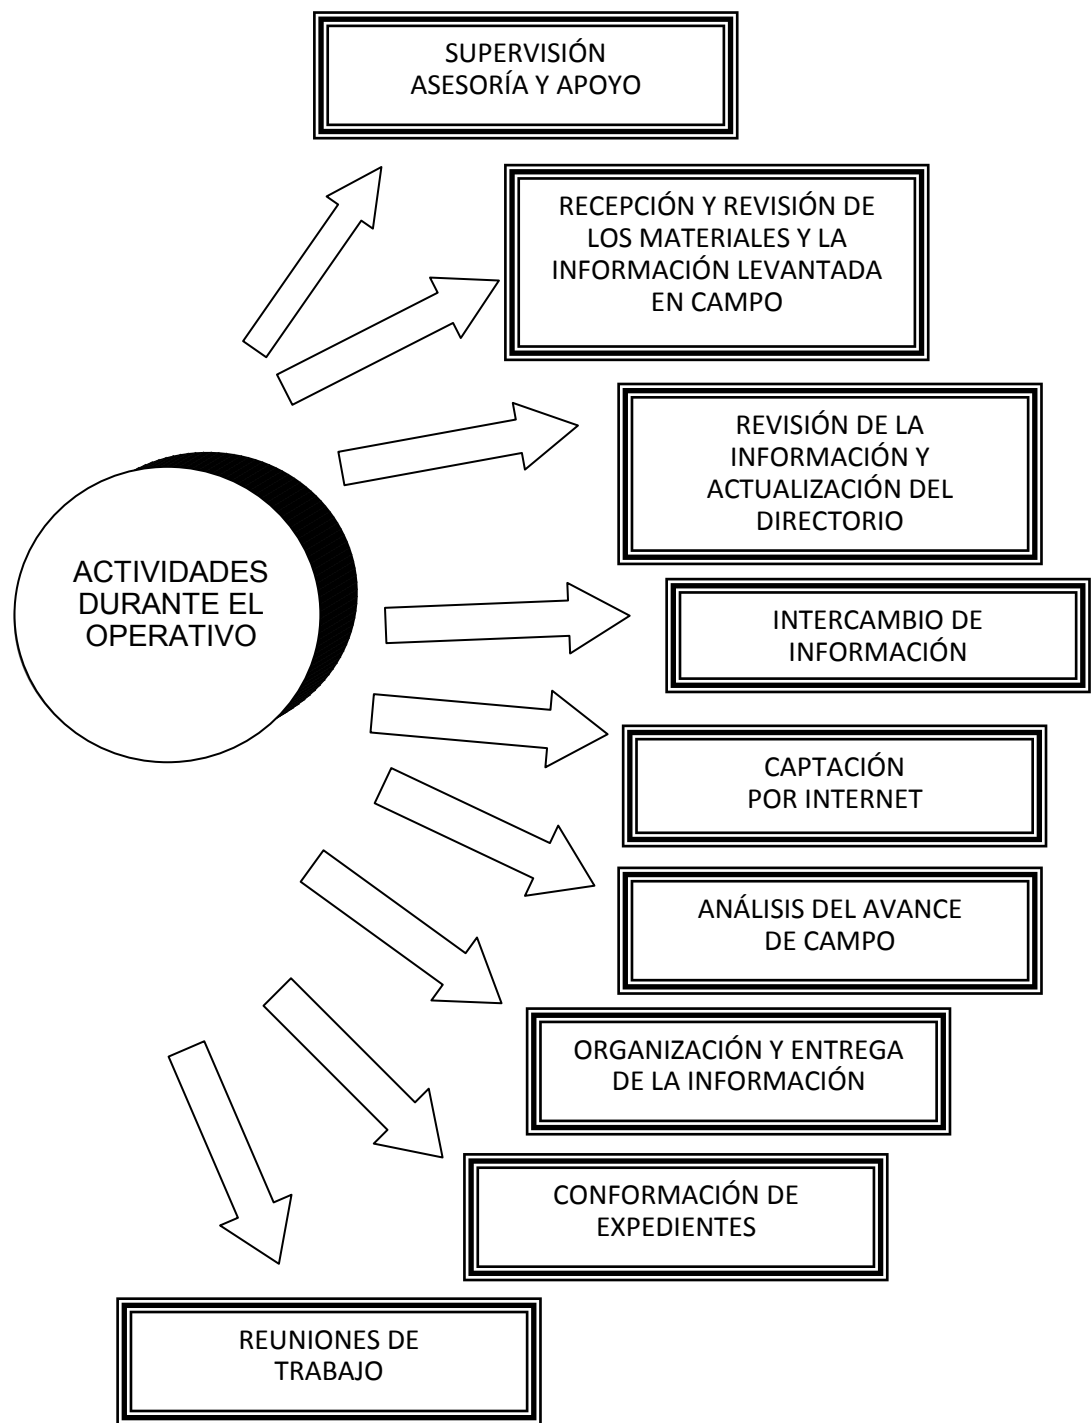 SUPERVISIÓN
ASESORÍA Y APOYO
RECEPCIÓN Y REVISIÓN DE
LOS MATERIALES Y LA
INFORMACIÓN LEVANTADA
EN CAMPO
REVISIÓN DE LA
INFORMACIÓN Y
ACTUALIZACIÓN DEL
DIRECTORIO
ACTIVIDADES
DURANTE EL
OPERATIVO
INTERCAMBIO DE
INFORMACIÓN
CAPTACIÓN
POR INTERNET
ANÁLISIS DEL AVANCE
DE CAMPO
ORGANIZACIÓN Y ENTREGA
DE LA INFORMACIÓN
CONFORMACIÓN DE
EXPEDIENTES
REUNIONES DE
TRABAJO